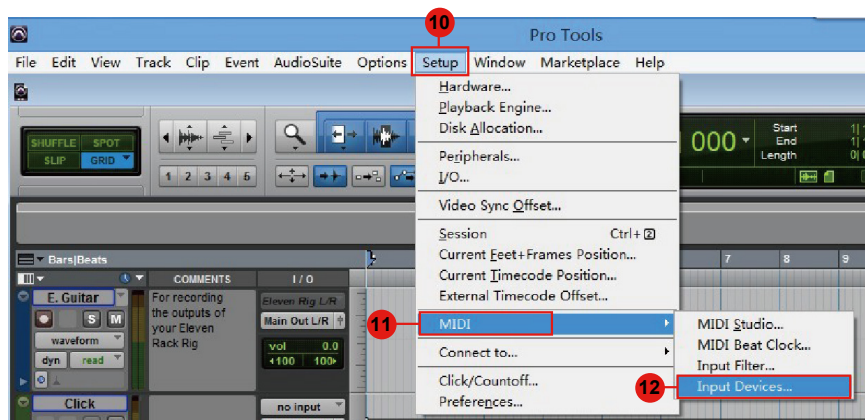 10
Pro Tools
File Edit View Track Clip Event AudioSuite Options Setup Window Marketplace Help
Hardware...
Playback Engine...
Disk Allocation...
Peripherals...
I/O...
Video Sync Offset...
Session Ctrl+2
Current Feet+Frames Position...
Current Timecode Position...
External Timecode Offset...
11 MIDI
Connect to...
Click/Countoff...
Preferences...
MIDI Studio...
MIDI Beat Clock...
Input Filter...
12 Input Devices...
SHUFFLE SPOT
SLIP GRID
1 2 3 4 5
000
Start
End
Length
Bars|Beats
7 8 9
COMMENTS I / O
E. Guitar
S M
waveform
dyn read
For recording
the outputs of
your Eleven
Rack Rig
Eleven Rig L/R
Main Out L/R
vol 0.0
100 100
Click
no input